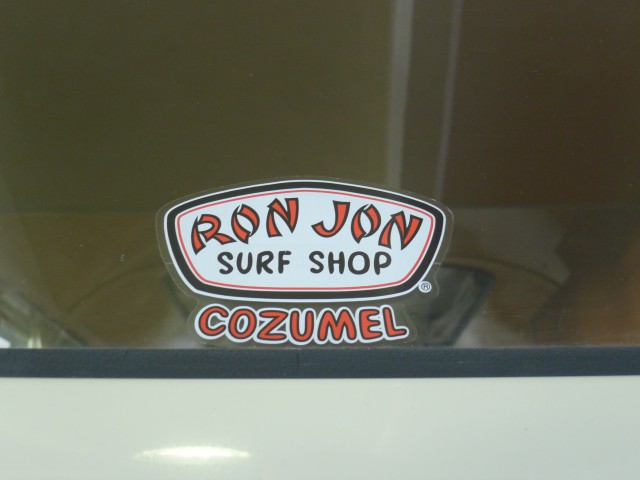 RON JON
SURF SHOP
®
COZUMEL